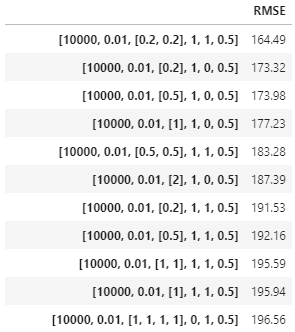 RMSE
[10000, 0.01, [0.2, 0.2], 1, 1, 0.5] 164.49
[10000, 0.01, [0.2], 1, 0, 0.5] 173.32
[10000, 0.01, [0.5], 1, 0, 0.5] 173.98
[10000, 0.01, [1], 1, 0, 0.5] 177.23
[10000, 0.01, [0.5, 0.5], 1, 1, 0.5] 183.28
[10000, 0.01, [2], 1, 0, 0.5] 187.39
[10000, 0.01, [0.2], 1, 1, 0.5] 191.53
[10000, 0.01, [0.5], 1, 1, 0.5] 192.16
[10000, 0.01, [1, 1], 1, 1, 0.5] 195.59
[10000, 0.01, [1], 1, 1, 0.5] 195.94
[10000, 0.01, [1, 1, 1, 1], 0, 1, 0.5] 196.56